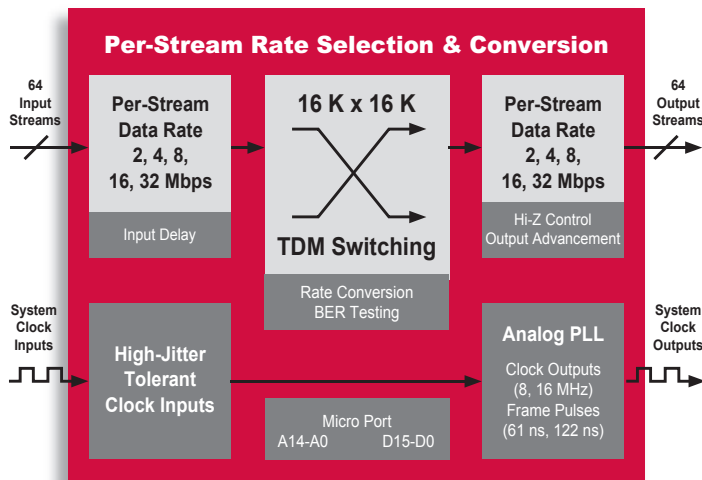 Per-Stream Rate Selection & Conversion
64
Input
Streams
Per-Stream
Data Rate
2, 4, 8,
16, 32 Mbps
Input Delay
16 K x 16 K
TDM Switching
Rate Conversion
BER Testing
Per-Stream
Data Rate
2, 4, 8,
16, 32 Mbps
Hi-Z Control
Output Advancement
64
Output
Streams
System
Clock
Inputs
High-Jitter
Tolerant
Clock Inputs
Micro Port
A14-A0 D15-D0
Analog PLL
Clock Outputs
(8, 16 MHz)
Frame Pulses
(61 ns, 122 ns)
System
Clock
Outputs